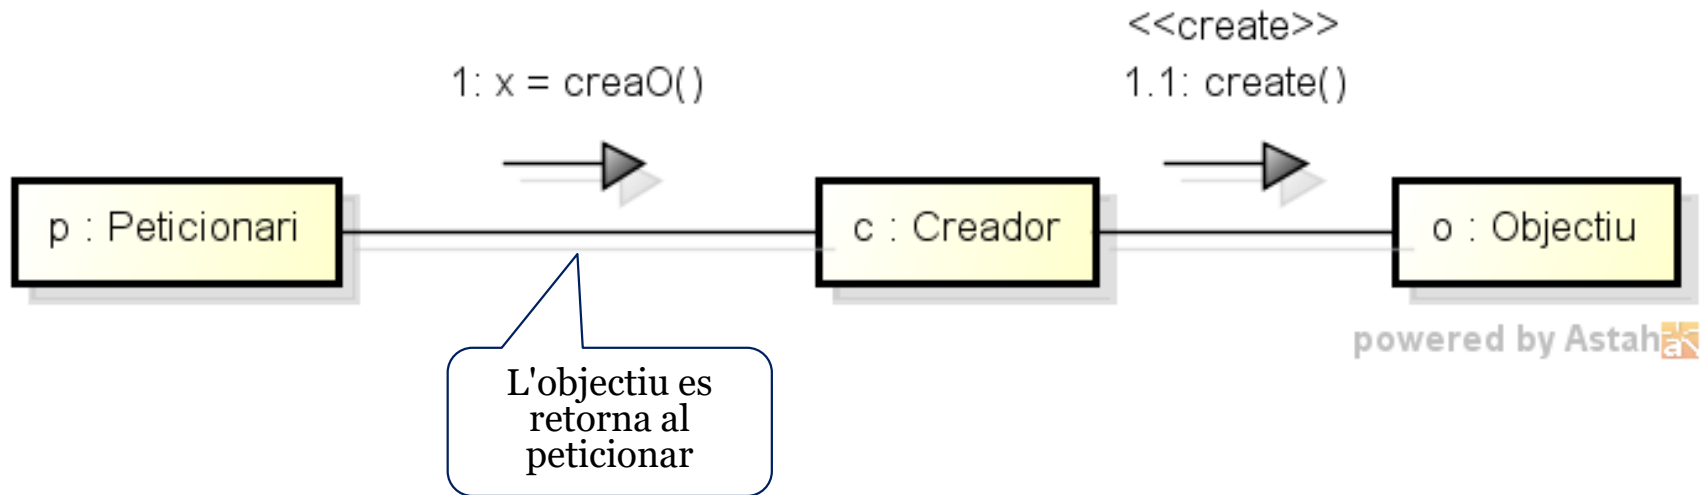 <<create>>
1: x = creaO()
1.1: create()
p : Peticionari
c : Creador
o : Objectiu
powered by Astah
L'objectiu es
retorna al
peticionar